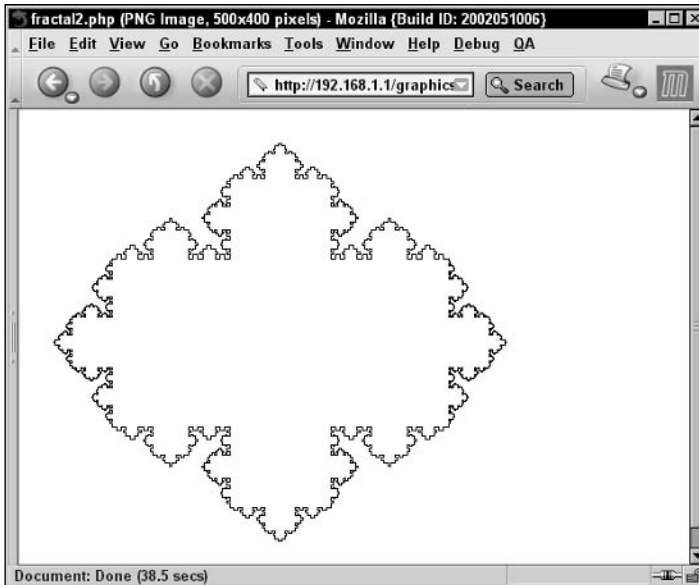 fractal2.php (PNG Image, 500x400 pixels) - Mozilla {Build ID: 2002051006}
File Edit View Go Bookmarks Tools Window Help Debug QA
http://192.168.1.1/graphics Search
Document: Done (38.5 secs)